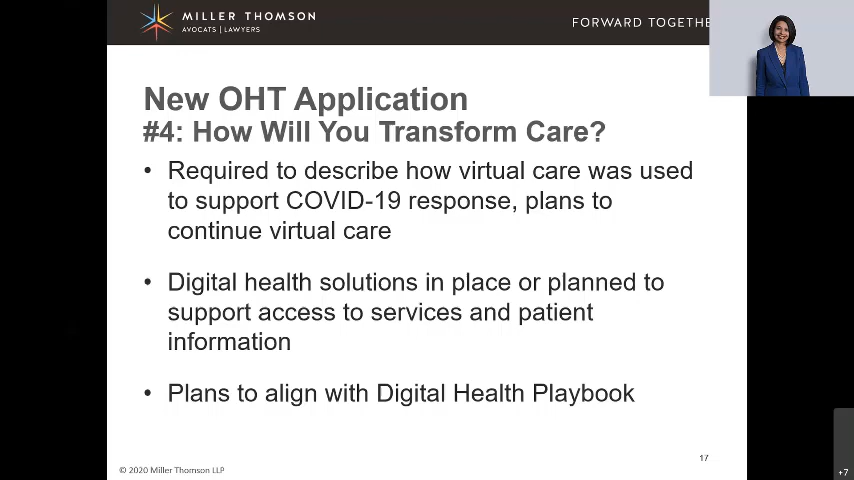 MILLER THOMSON
AVOCATS | LAWYERS
FORWARD TOGETHE
New OHT Application
#4: How Will You Transform Care?
• Required to describe how virtual care was used
to support COVID-19 response, plans to
continue virtual care
• Digital health solutions in place or planned to
support access to services and patient
information
• Plans to align with Digital Health Playbook
17
© 2020 Miller Thomson LLP
+7